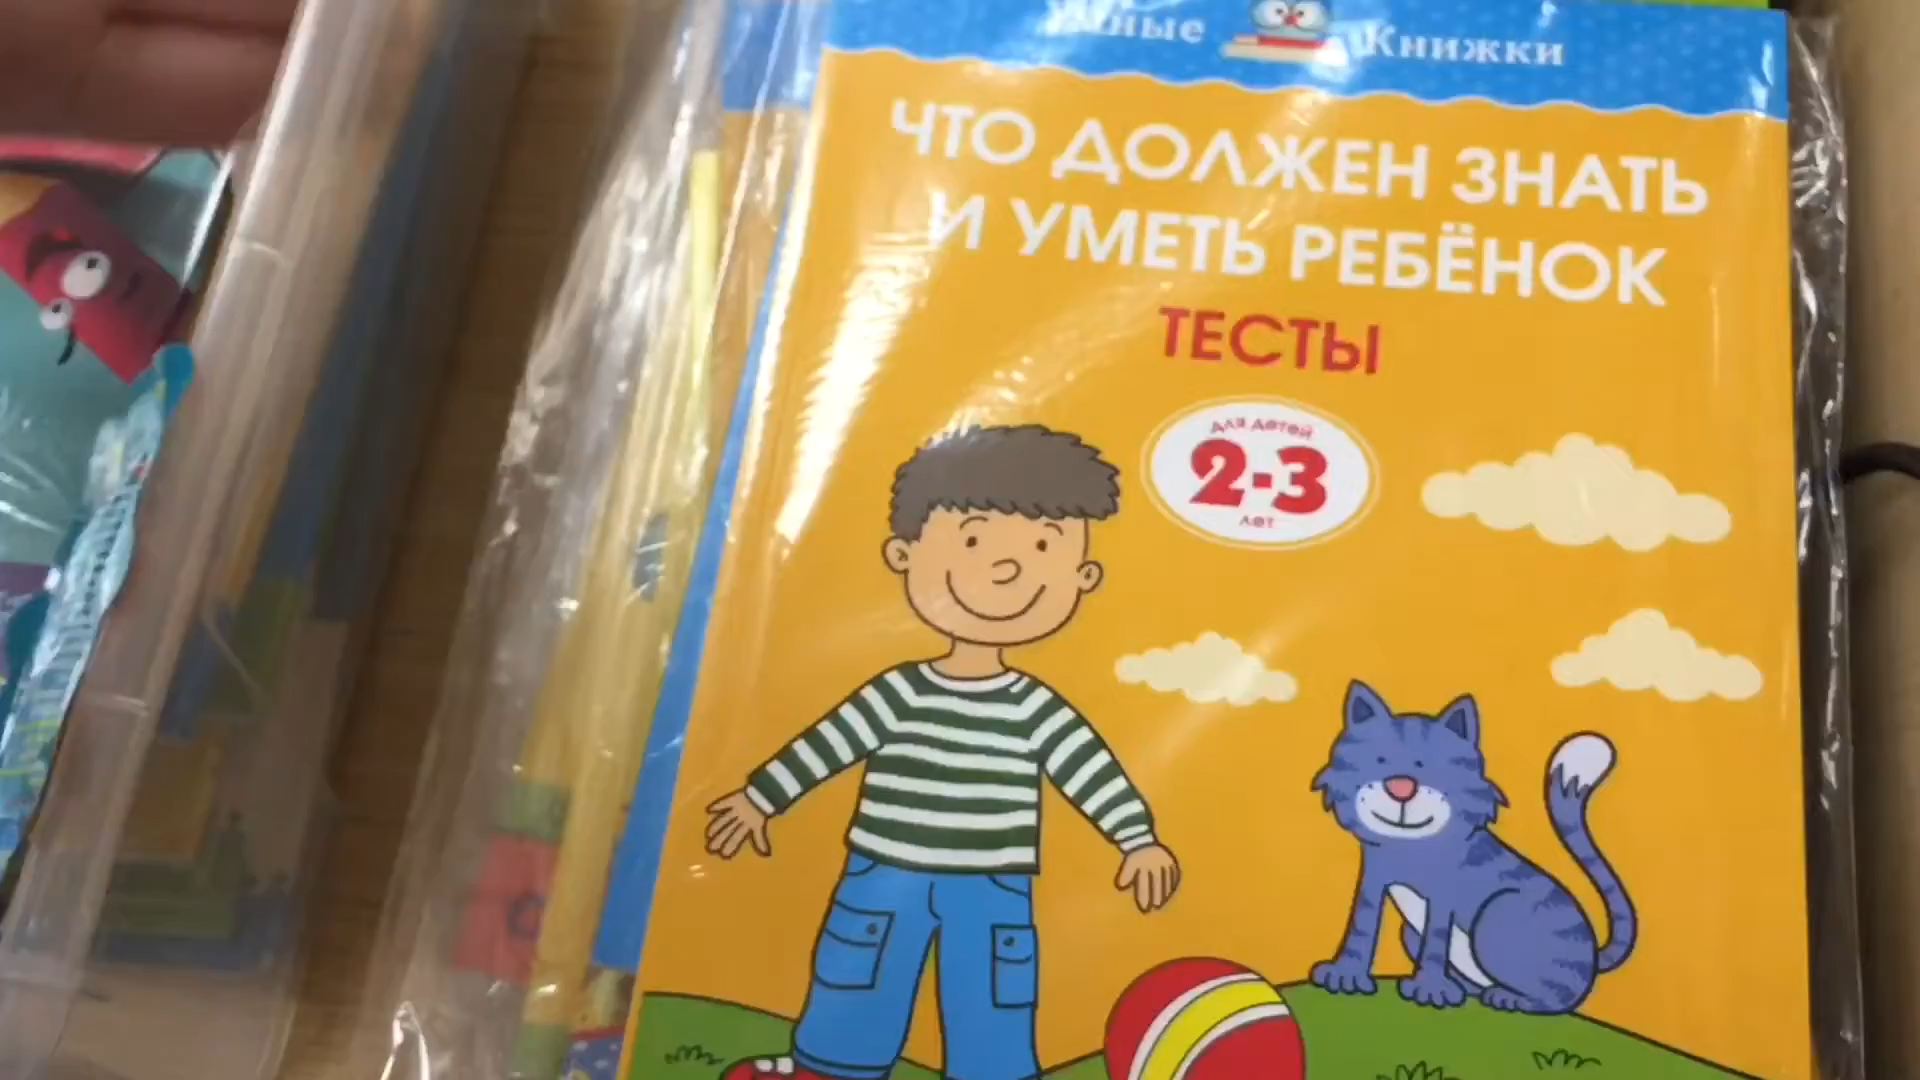 Книжки
ЧТО ДОЛЖЕН ЗНАТЬ
И УМЕТЬ РЕБЁНОК
ТЕСТЫ
для детей
2-3
лет